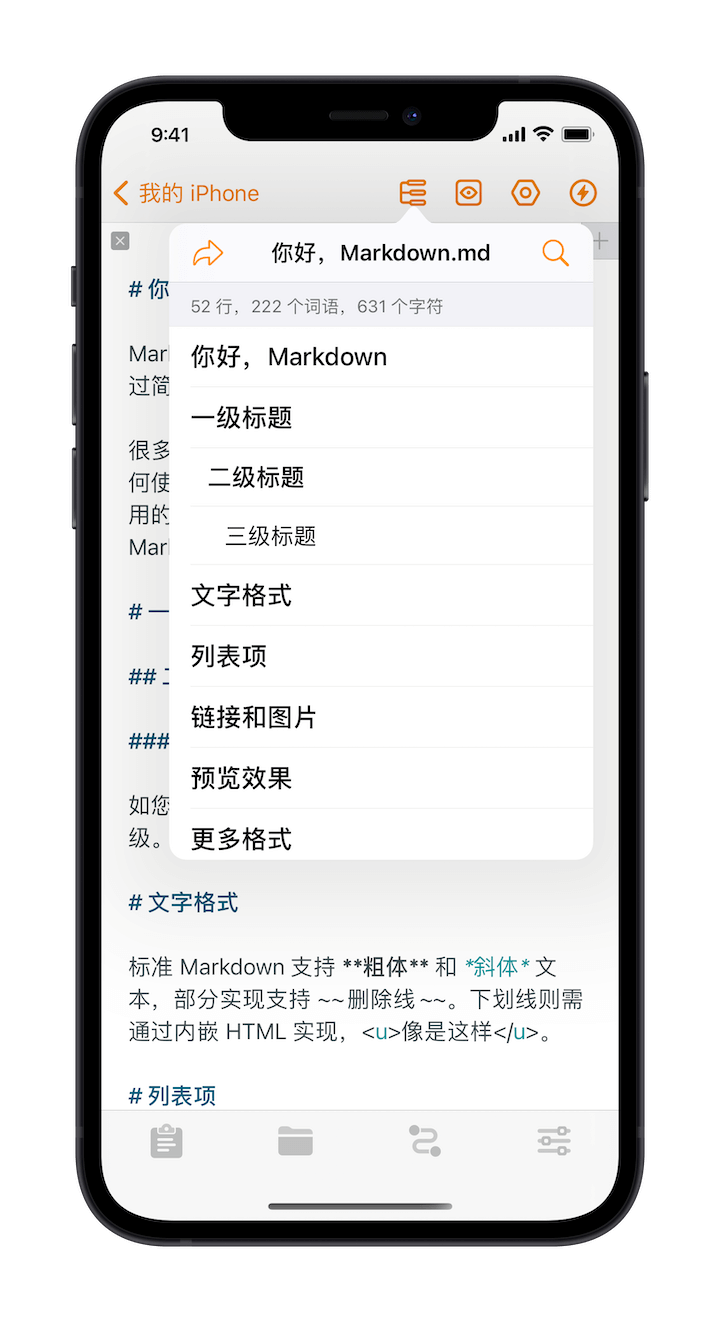 9:41
我的 iPhone
你好，Markdown.md
52 行，222 个词语，631 个字符
你好，Markdown
一级标题
二级标题
三级标题
文字格式
列表项
链接和图片
预览效果
更多格式
# 你
Mar
过简
很多
何使
用的
Mar
# 一
##
###
如您
级。
# 文字格式
标准 Markdown 支持 **粗体** 和 *斜体* 文
本，部分实现支持 ~~删除线~~。下划线则需
通过内嵌 HTML 实现，<u>像是这样</u>。
# 列表项